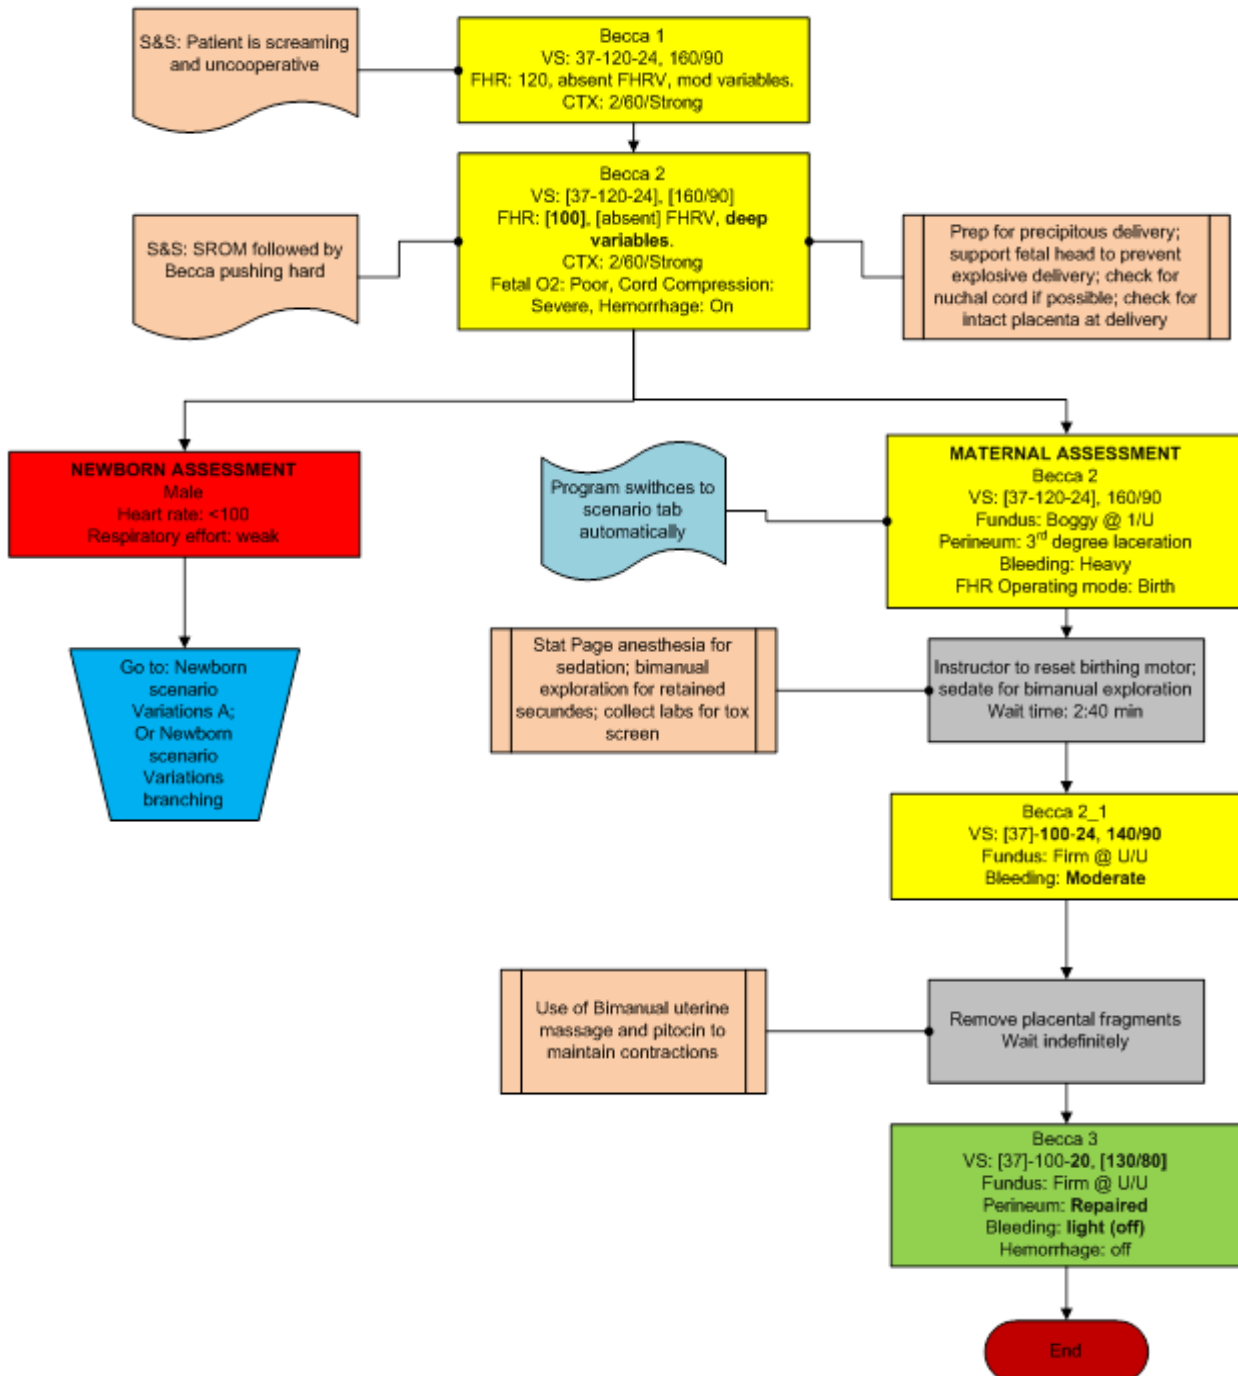 S&S: Patient is screaming
and uncooperative
Becca 1
VS: 37-120-24, 160/90
FHR: 120, absent FHRV, mod variables.
CTX: 2/60/Strong
S&S: SROM followed by
Becca pushing hard
Becca 2
VS: [37-120-24], [160/90]
FHR: [100], [absent] FHRV, deep
variables.
CTX: 2/60/Strong
Fetal O2: Poor, Cord Compression:
Severe, Hemorrhage: On
Prep for precipitous delivery;
support fetal head to prevent
explosive delivery; check for
nuchal cord if possible; check for
intact placenta at delivery
NEWBORN ASSESSMENT
Male
Heart rate: <100
Respiratory effort: weak
Program swithces to
scenario tab
automatically
MATERNAL ASSESSMENT
Becca 2
VS: [37-120-24], 160/90
Fundus: Boggy @ 1/U
Perineum: 3rd degree laceration
Bleeding: Heavy
FHR Operating mode: Birth
Go to: Newborn
scenario
Variations A;
Or Newborn
scenario
Variations
branching
Stat Page anesthesia for
sedation; bimanual
exploration for retained
secundes; collect labs for tox
screen
Instructor to reset birthing motor;
sedate for bimanual exploration
Wait time: 2:40 min
Becca 2_1
VS: [37]-100-24, 140/90
Fundus: Firm @ U/U
Bleeding: Moderate
Use of Bimanual uterine
massage and pitocin to
maintain contractions
Remove placental fragments
Wait indefinitely
Becca 3
VS: [37]-100-20, [130/80]
Fundus: Firm @ U/U
Perineum: Repaired
Bleeding: light (off)
Hemorrhage: off
End